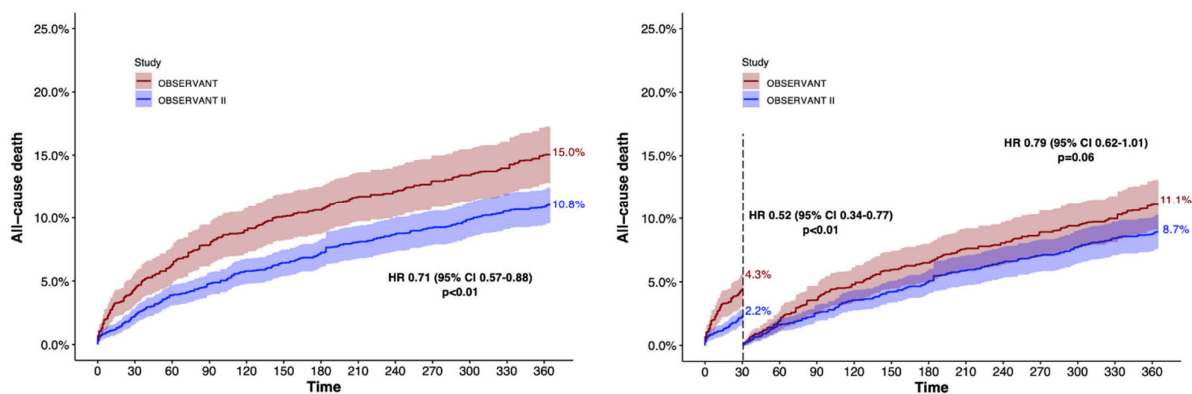 25.0%
20.0%
15.0%
10.0%
5.0%
0.0%
All-cause death
Study
OBSERVANT
OBSERVANT II
15.0%
10.8%
HR 0.71 (95% CI 0.57-0.88)
p<0.01
0 30 60 90 120 150 180 210 240 270 300 330 360
Time
25.0%
20.0%
15.0%
10.0%
5.0%
0.0%
All-cause death
Study
OBSERVANT
OBSERVANT II
HR 0.79 (95% CI 0.62-1.01)
p=0.06
HR 0.52 (95% CI 0.34-0.77)
p<0.01
11.1%
8.7%
4.3%
2.2%
0 30 60 90 120 150 180 210 240 270 300 330 360
Time